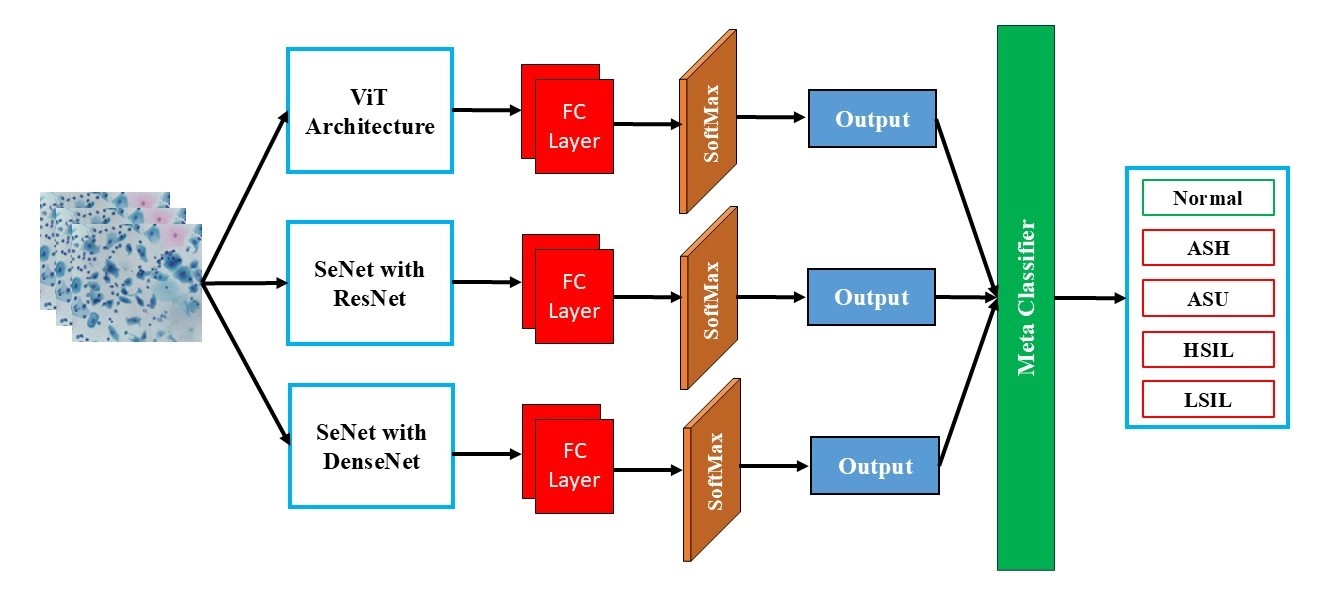 ViT
Architecture
FC
Layer
SoftMax
Output
SeNet with
ResNet
FC
Layer
SoftMax
Output
SeNet with
DenseNet
FC
Layer
SoftMax
Output
Meta Classifier
Normal
ASH
ASU
HSIL
LSIL